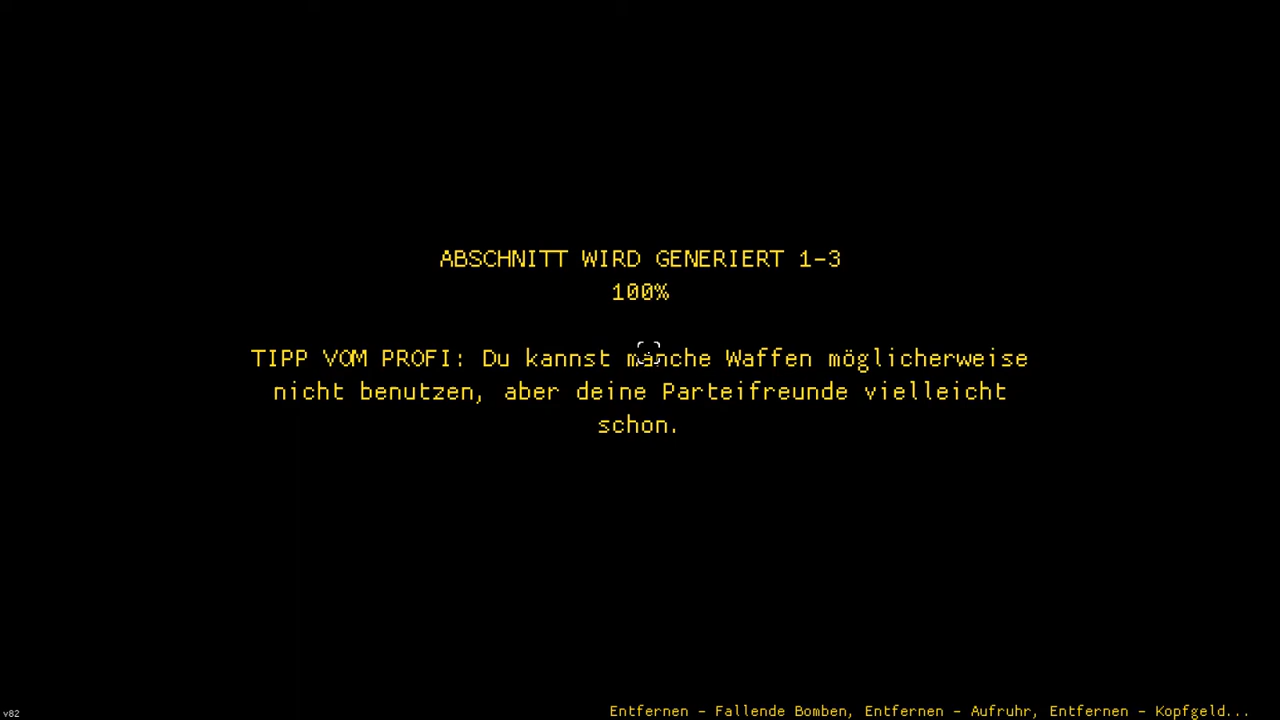 ABSCHNITT WIRD GENERIERT 1-3
100%
TIPP VOM PROFI: Du kannst manche Waffen möglicherweise
nicht benutzen, aber deine Parteifreunde vielleicht
schon.
v82
Entfernen - Fallende Bomben, Entfernen - Aufruhr, Entfernen - Kopfgeld...